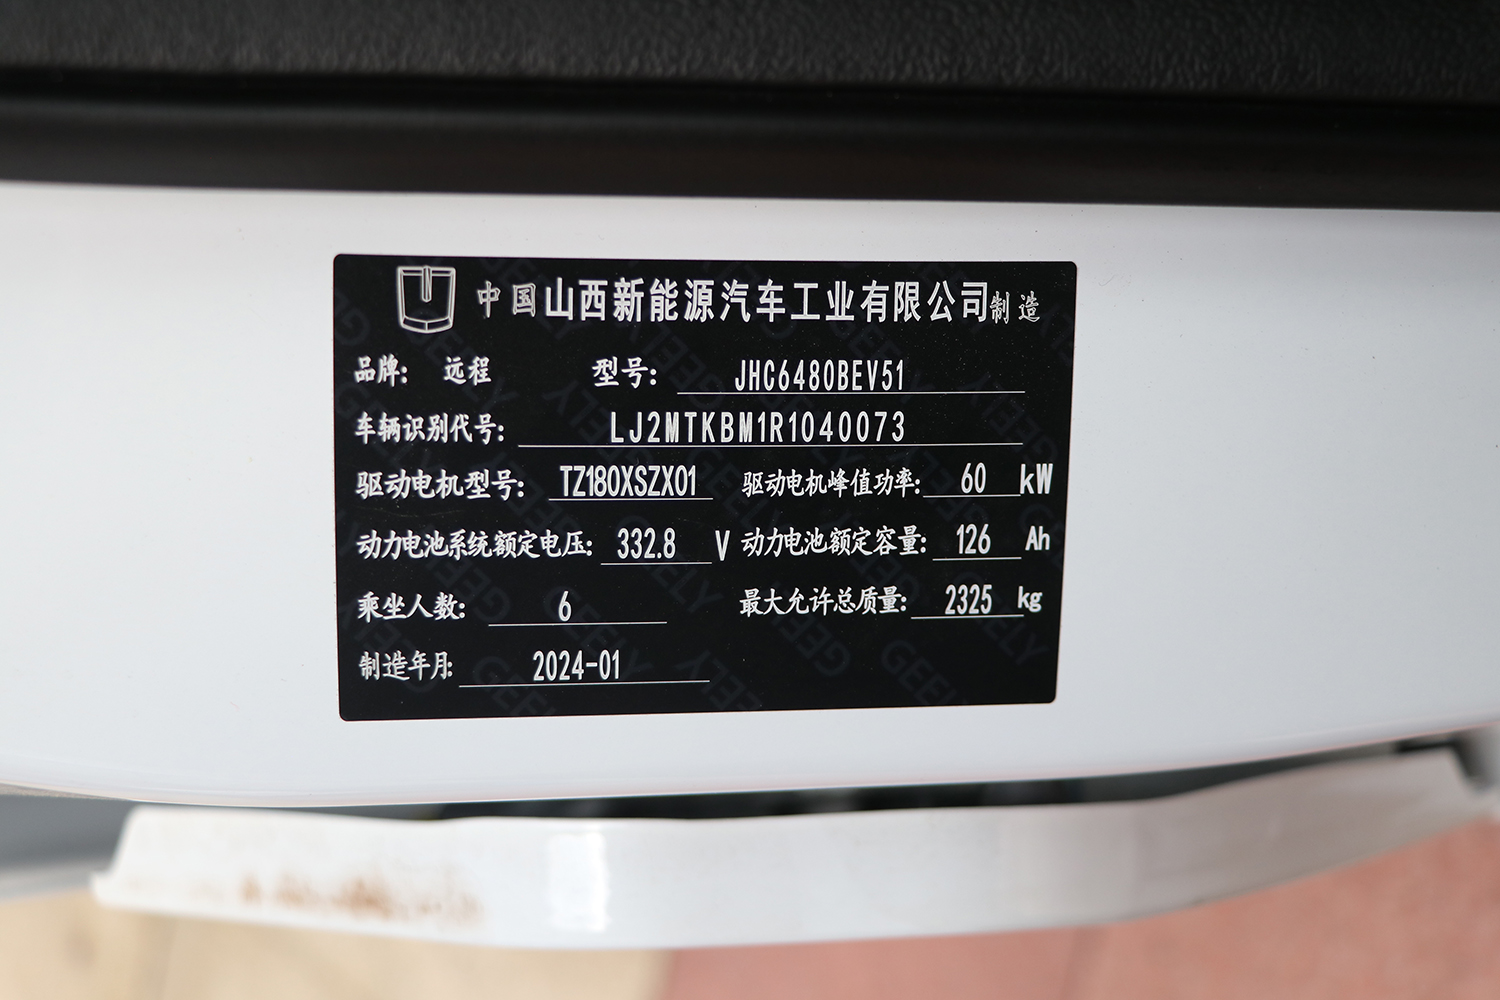 中国山西新能源汽车工业有限公司制造
品牌: 远程 型号: JHC6480BEV51
车辆识别代号: LJ2MTKBM1R1040073
驱动电机型号: TZ180XSZX01 驱动电机峰值功率: 60 kW
动力电池系统额定电压: 332.8 V 动力电池额定容量: 126 Ah
乘坐人数: 6 最大允许总质量: 2325 kg
制造年月: 2024-01